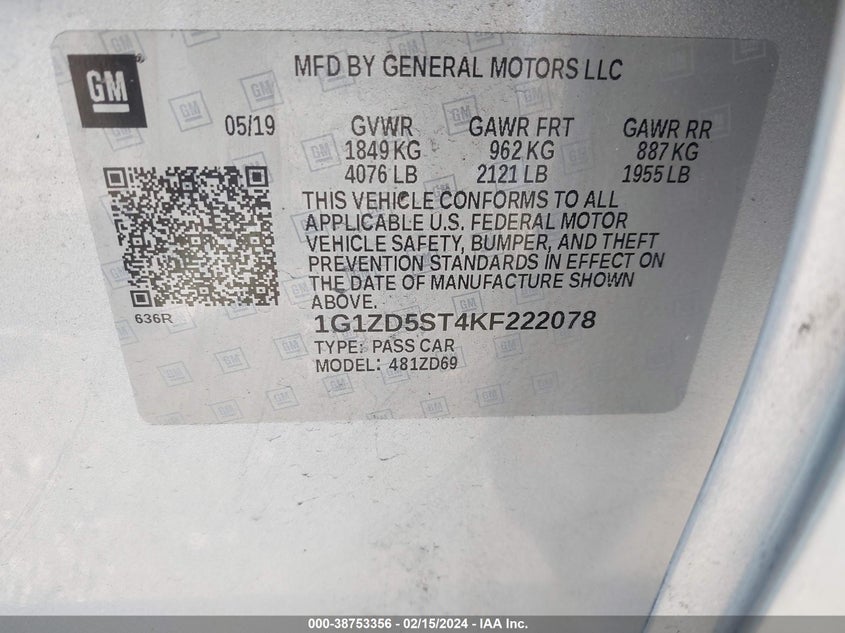 GM
MFD BY GENERAL MOTORS LLC
05/19 GVWR GAWR FRT GAWR RR
1849 KG 962 KG 887 KG
4076 LB 2121 LB 1955 LB
THIS VEHICLE CONFORMS TO ALL
APPLICABLE U.S. FEDERAL MOTOR
VEHICLE SAFETY, BUMPER, AND THEFT
PREVENTION STANDARDS IN EFFECT ON
THE DATE OF MANUFACTURE SHOWN
ABOVE.
636R
1G1ZD5ST4KF222078
TYPE: PASS CAR
MODEL: 481ZD69
000-38753356 - 02/15/2024 - IAA Inc.